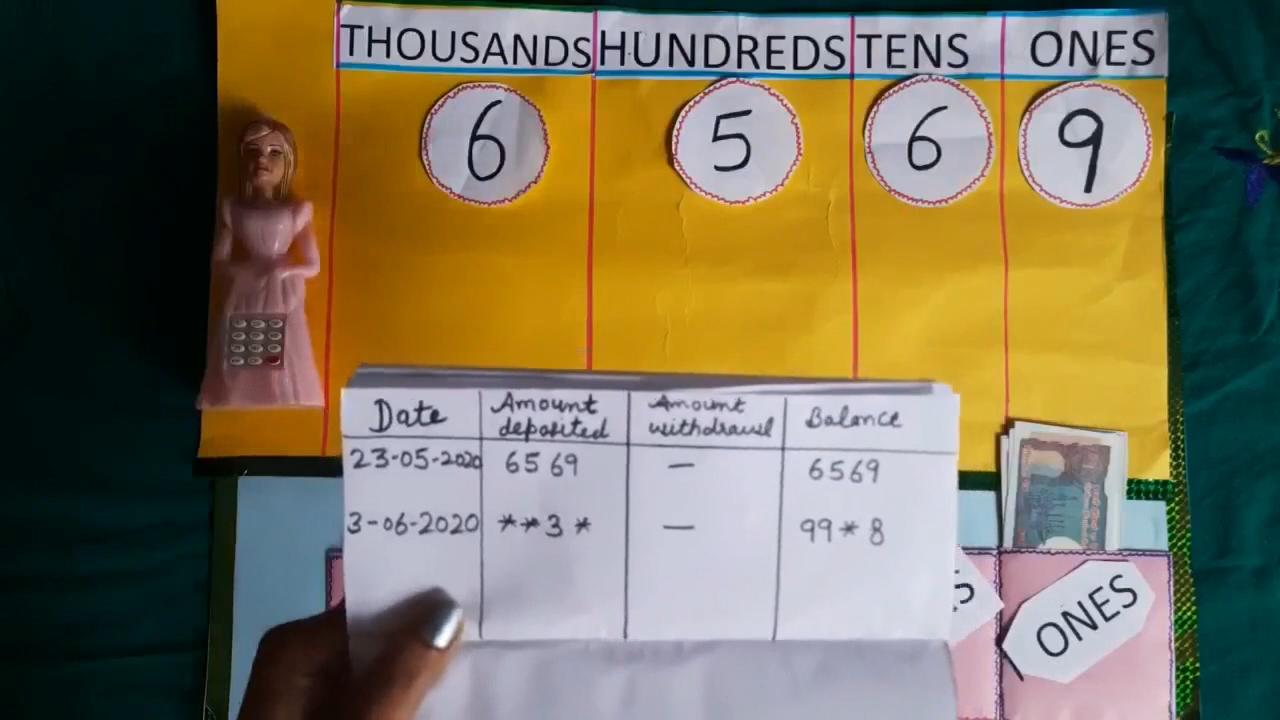 THOUSANDS HUNDREDS TENS ONES
6 5 6 9
Date Amount deposited Amount withdrawl Balance
23-05-2020 6569 — 6569
3-06-2020 **3* — 99*8
ONES